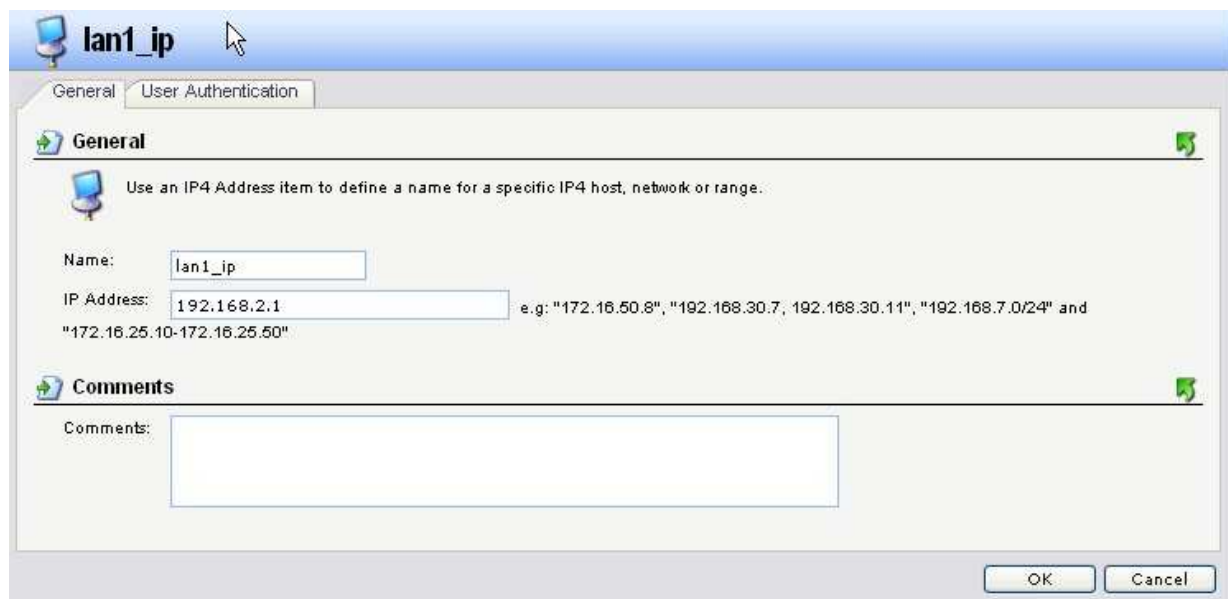 lan1_ip
General User Authentication
General
Use an IP4 Address item to define a name for a specific IP4 host, network or range.
Name: lan1_ip
IP Address: 192.168.2.1 e.g: "172.16.50.8", "192.168.30.7, 192.168.30.11", "192.168.7.0/24" and
"172.16.25.10-172.16.25.50"
Comments
Comments:
OK Cancel